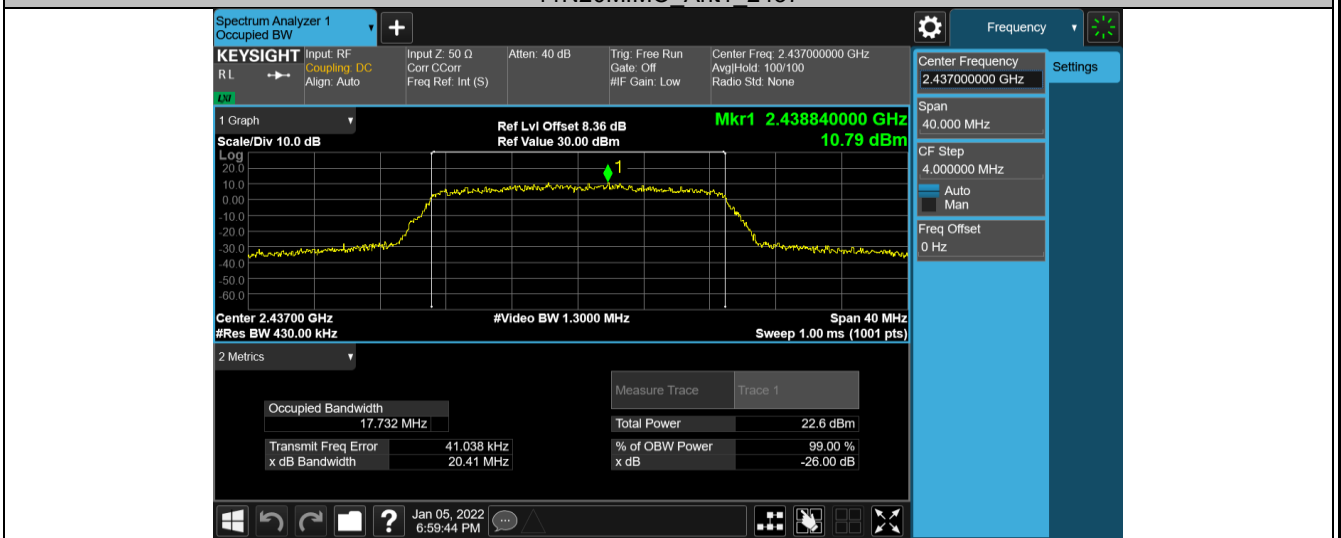 Spectrum Analyzer 1
Occupied BW
+
Frequency
KEYSIGHT
RL
LXI
Input: RF
Coupling: DC
Align: Auto
Input Z: 50 Ω
Corr CCorr
Freq Ref: Int (S)
Atten: 40 dB
Trig: Free Run
Gate: Off
#IF Gain: Low
Center Freq: 2.437000000 GHz
Avg|Hold: 100/100
Radio Std: None
Center Frequency
2.437000000 GHz
Settings
Span
40.000 MHz
CF Step
4.000000 MHz
Auto
Man
Freq Offset
0 Hz
1 Graph
Scale/Div 10.0 dB
Ref Lvl Offset 8.36 dB
Ref Value 30.00 dBm
Mkr1 2.438840000 GHz
10.79 dBm
Log
20.0
10.0
0.00
-10.0
-20.0
-30.0
-40.0
-50.0
-60.0
1
Center 2.43700 GHz
#Res BW 430.00 kHz
#Video BW 1.3000 MHz
Span 40 MHz
Sweep 1.00 ms (1001 pts)
2 Metrics
Measure Trace Trace 1
Occupied Bandwidth
17.732 MHz
Total Power 22.6 dBm
Transmit Freq Error 41.038 kHz
% of OBW Power 99.00 %
x dB Bandwidth 20.41 MHz
x dB -26.00 dB
?
Jan 05, 2022
6:59:44 PM